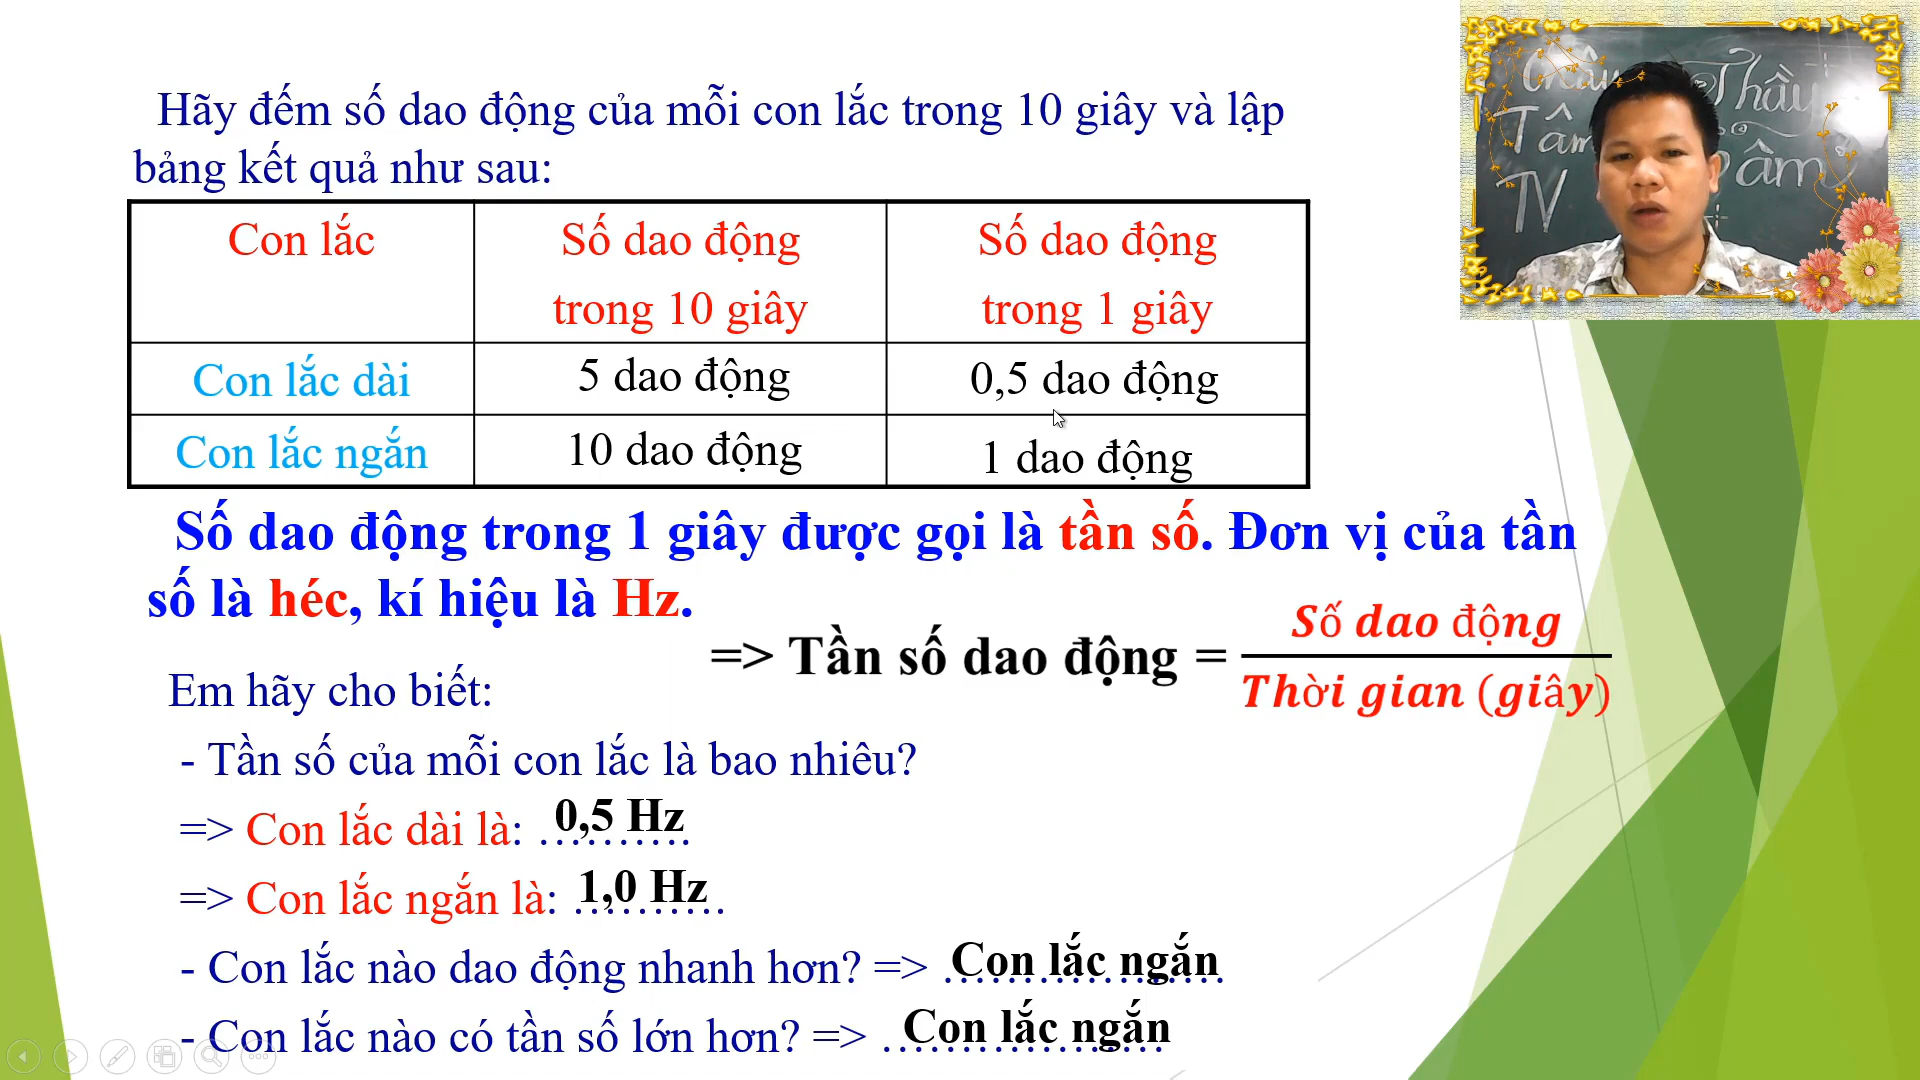 Hãy đếm số dao động của mỗi con lắc trong 10 giây và lập
bảng kết quả như sau:
Con lắc
Số dao động
trong 10 giây
Số dao động
trong 1 giây
Con lắc dài
5 dao động
0,5 dao động
Con lắc ngắn
10 dao động
1 dao động
Số dao động trong 1 giây được gọi là tần số. Đơn vị của tần
số là héc, kí hiệu là Hz.
=> Tần số dao động = Số dao động
Thời gian (giây)
Em hãy cho biết:
- Tần số của mỗi con lắc là bao nhiêu?
=> Con lắc dài là: 0,5 Hz
=> Con lắc ngắn là: 1,0 Hz
- Con lắc nào dao động nhanh hơn? => Con lắc ngắn
- Con lắc nào có tần số lớn hơn? => Con lắc ngắn
Thầy
TV